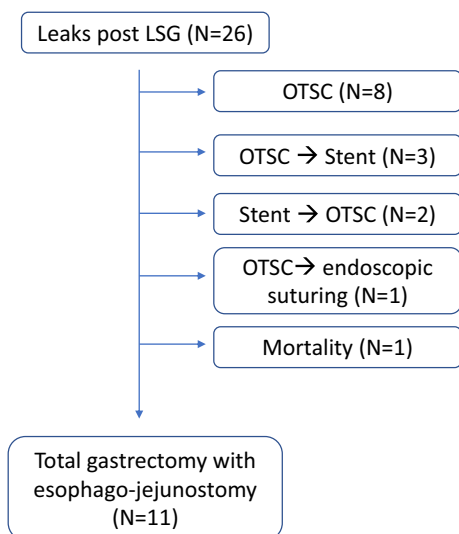 Leaks post LSG (N=26)
OTSC (N=8)
OTSC → Stent (N=3)
Stent → OTSC (N=2)
OTSC→ endoscopic
suturing (N=1)
Mortality (N=1)
Total gastrectomy with
esophago-jejunostomy
(N=11)